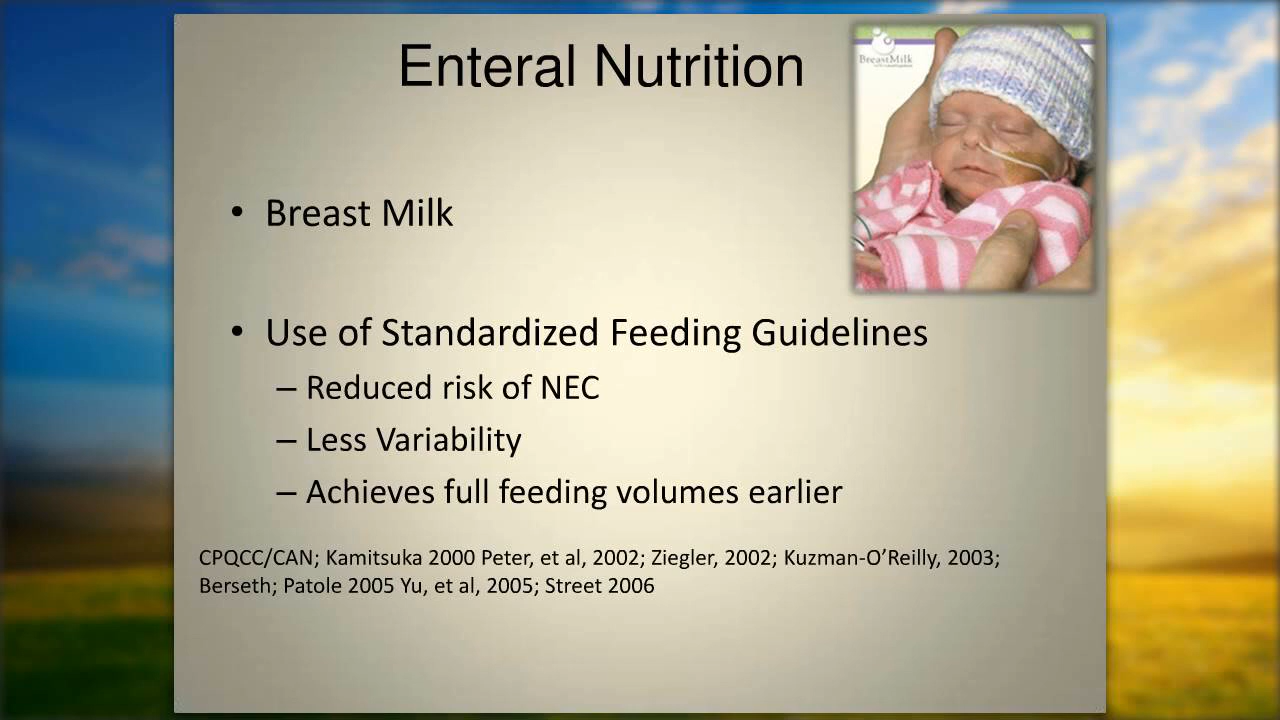 Enteral Nutrition
BreastMilk
• Breast Milk
• Use of Standardized Feeding Guidelines
– Reduced risk of NEC
– Less Variability
– Achieves full feeding volumes earlier
CPQCC/CAN; Kamitsuka 2000 Peter, et al, 2002; Ziegler, 2002; Kuzman-O’Reilly, 2003;
Berseth; Patole 2005 Yu, et al, 2005; Street 2006